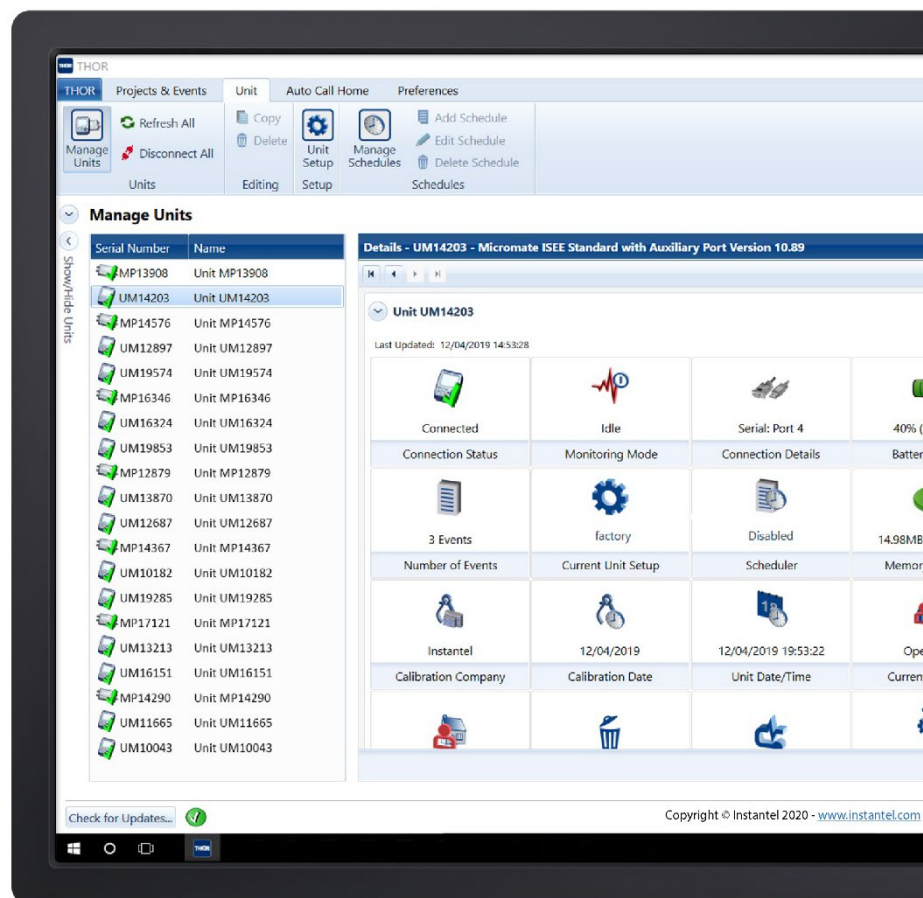 THOR
THOR Projects & Events Unit Auto Call Home Preferences
Manage Units
Refresh All
Disconnect All
Units
Copy
Delete
Editing
Unit Setup
Setup
Manage Schedules
Add Schedule
Edit Schedule
Delete Schedule
Schedules
Manage Units
Show/Hide Units
Serial Number Name
MP13908 Unit MP13908
UM14203 Unit UM14203
MP14576 Unit MP14576
UM12897 Unit UM12897
UM19574 Unit UM19574
MP16346 Unit MP16346
UM16324 Unit UM16324
UM19853 Unit UM19853
MP12879 Unit MP12879
UM13870 Unit UM13870
UM12687 Unit UM12687
MP14367 Unit MP14367
UM10182 Unit UM10182
UM19285 Unit UM19285
MP17121 Unit MP17121
UM13213 Unit UM13213
UM16151 Unit UM16151
MP14290 Unit MP14290
UM11665 Unit UM11665
UM10043 Unit UM10043
Details - UM14203 - Micromate ISEE Standard with Auxiliary Port Version 10.89
Unit UM14203
Last Updated: 12/04/2019 14:53:28
Connected Idle Serial: Port 4 40% (
Connection Status Monitoring Mode Connection Details Batter
3 Events factory Disabled 14.98MB
Number of Events Current Unit Setup Scheduler Memor
Instantel 12/04/2019 12/04/2019 19:53:22 Ope
Calibration Company Calibration Date Unit Date/Time Curren
Check for Updates...
Copyright © Instantel 2020 - www.instantel.com
THOR